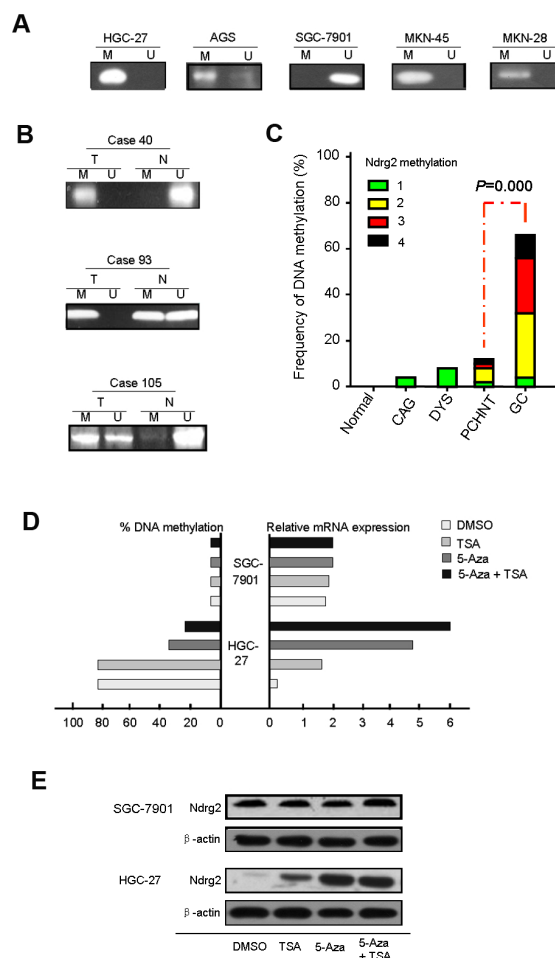 A
HGC-27 AGS SGC-7901 MKN-45 MKN-28
M U M U M U M U M U
B
Case 40
T N
M U M U
Case 93
T N
M U M U
Case 105
T N
M U M U
C
Frequency of DNA methylation (%)
100
80
60
40
20
0
Ndrg2 methylation
1
2
3
4
P=0.000
Normal CAG DYS PCHNT GC
D
% DNA methylation Relative mRNA expression
DMSO
TSA
5-Aza
5-Aza + TSA
SGC-
7901
HGC-
27
100 80 60 40 20 0 0 1 2 3 4 5 6
E
SGC-7901 Ndrg2
β-actin
HGC-27 Ndrg2
β-actin
DMSO TSA 5-Aza 5-Aza
+ TSA